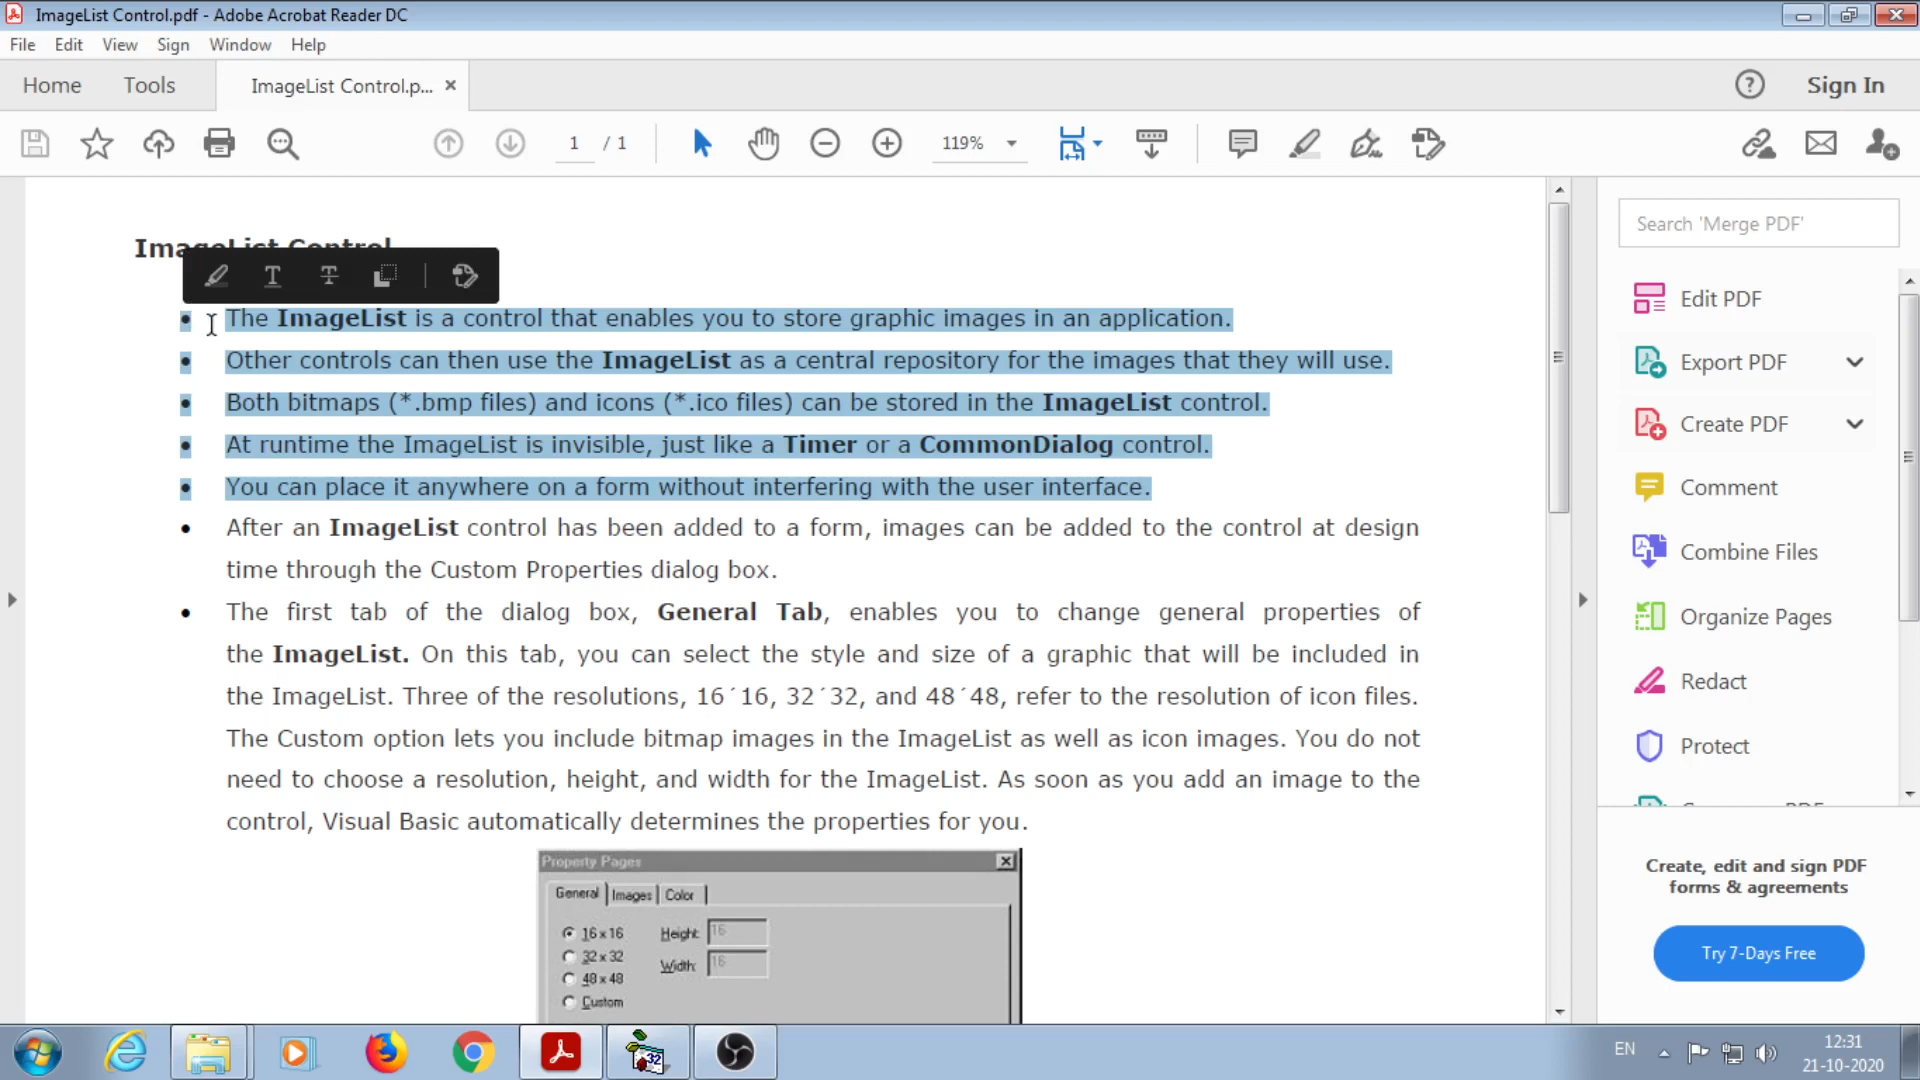 ImageList Control.pdf - Adobe Acrobat Reader DC
File Edit View Sign Window Help
Home Tools ImageList Control.p... Sign In
1 / 1 119%
ImageList Control
Search 'Merge PDF'
• The ImageList is a control that enables you to store graphic images in an application.
• Other controls can then use the ImageList as a central repository for the images that they will use.
• Both bitmaps (*.bmp files) and icons (*.ico files) can be stored in the ImageList control.
• At runtime the ImageList is invisible, just like a Timer or a CommonDialog control.
• You can place it anywhere on a form without interfering with the user interface.
• After an ImageList control has been added to a form, images can be added to the control at design
time through the Custom Properties dialog box.
• The first tab of the dialog box, General Tab, enables you to change general properties of
the ImageList. On this tab, you can select the style and size of a graphic that will be included in
the ImageList. Three of the resolutions, 16´16, 32´32, and 48´48, refer to the resolution of icon files.
The Custom option lets you include bitmap images in the ImageList as well as icon images. You do not
need to choose a resolution, height, and width for the ImageList. As soon as you add an image to the
control, Visual Basic automatically determines the properties for you.
Property Pages
General Images Color
16 x 16 Height: 16
32 x 32 Width: 16
48 x 48
Custom
Edit PDF
Export PDF
Create PDF
Comment
Combine Files
Organize Pages
Redact
Protect
Create, edit and sign PDF
forms & agreements
Try 7-Days Free
EN
12:31
21-10-2020